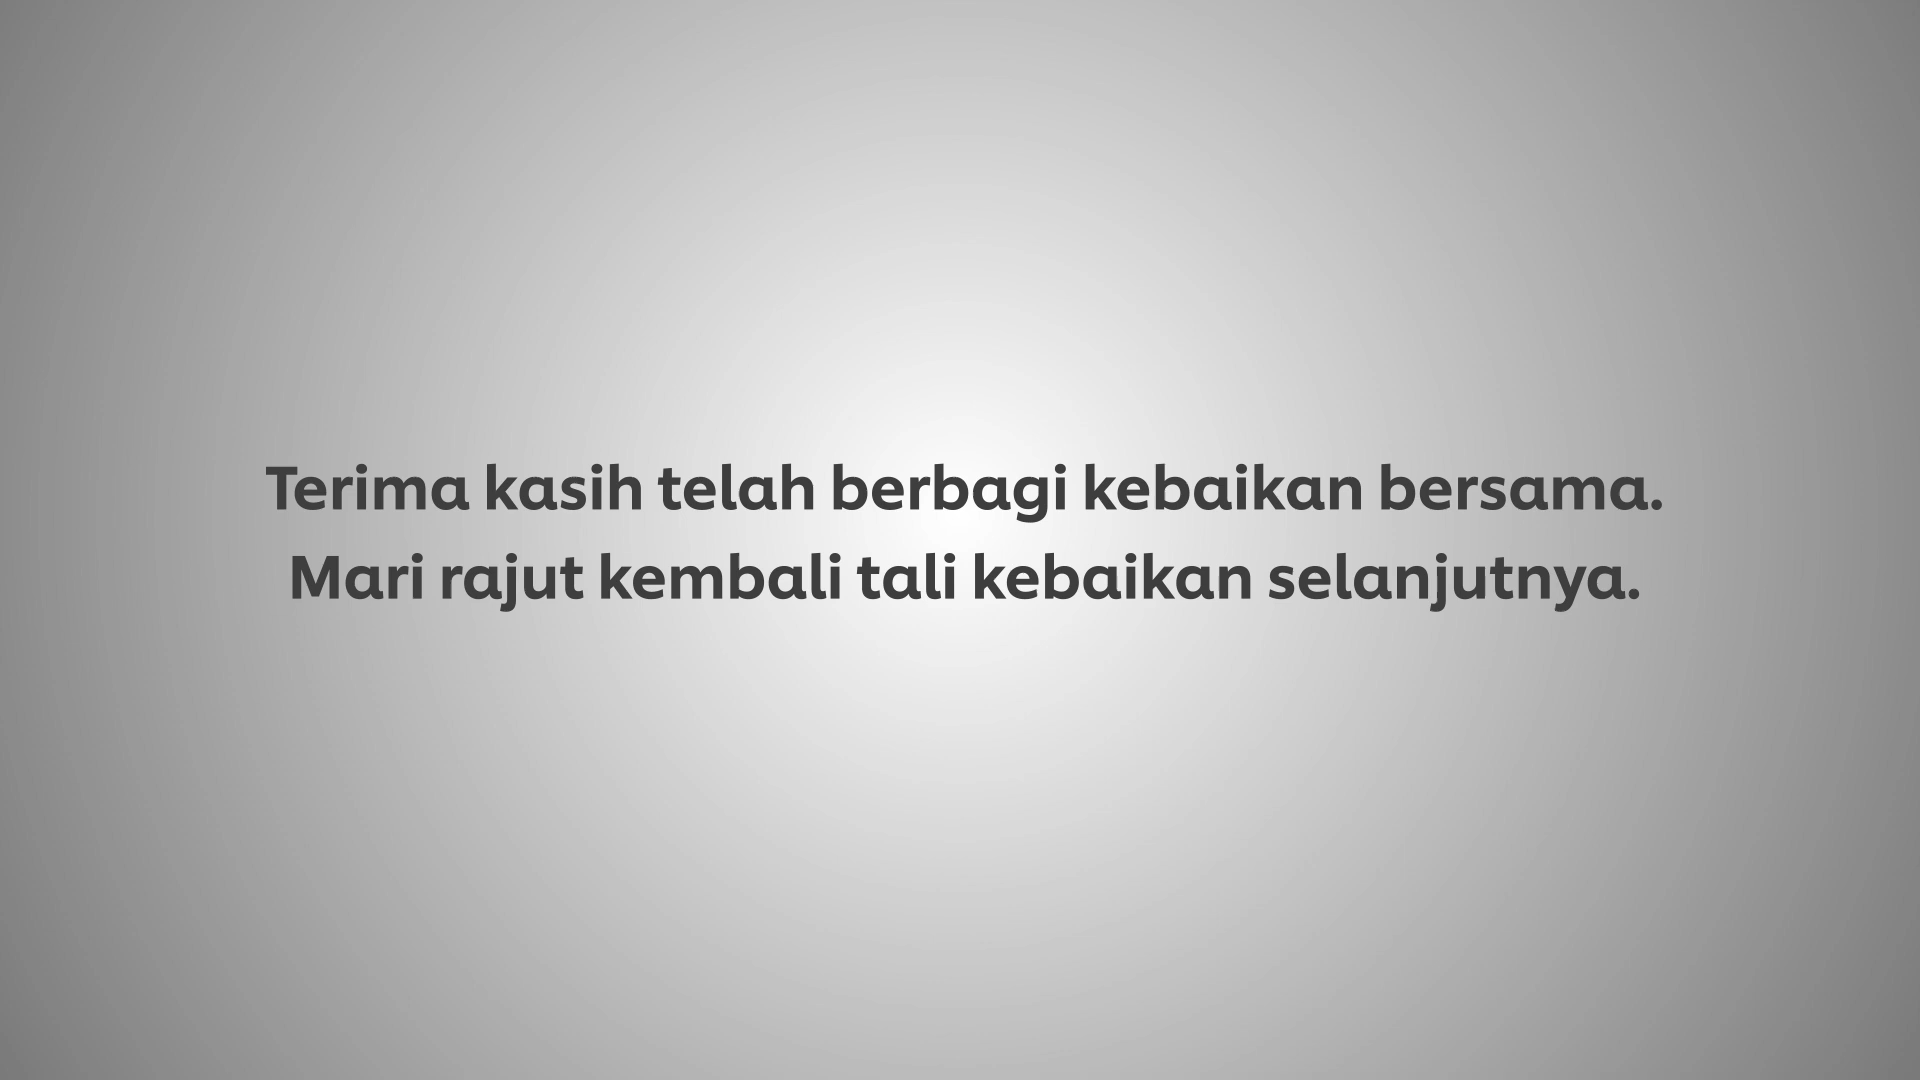 Terima kasih telah berbagi kebaikan bersama.
Mari rajut kembali tali kebaikan selanjutnya.